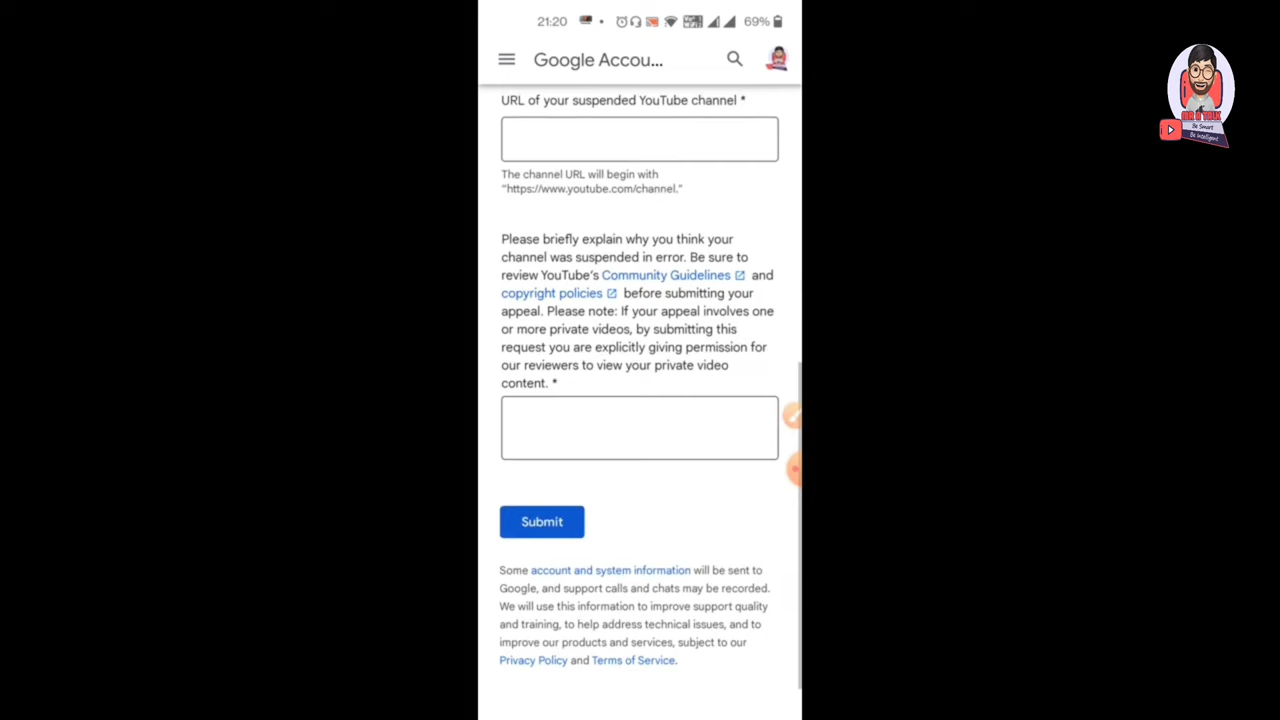 21:20
69%
Google Accou...
URL of your suspended YouTube channel *
The channel URL will begin with
“https://www.youtube.com/channel.”
Please briefly explain why you think your
channel was suspended in error. Be sure to
review YouTube’s Community Guidelines and
copyright policies before submitting your
appeal. Please note: If your appeal involves one
or more private videos, by submitting this
request you are explicitly giving permission for
our reviewers to view your private video
content. *
Submit
Some account and system information will be sent to
Google, and support calls and chats may be recorded.
We will use this information to improve support quality
and training, to help address technical issues, and to
improve our products and services, subject to our
Privacy Policy and Terms of Service.
Be Smart
Be Intelligent